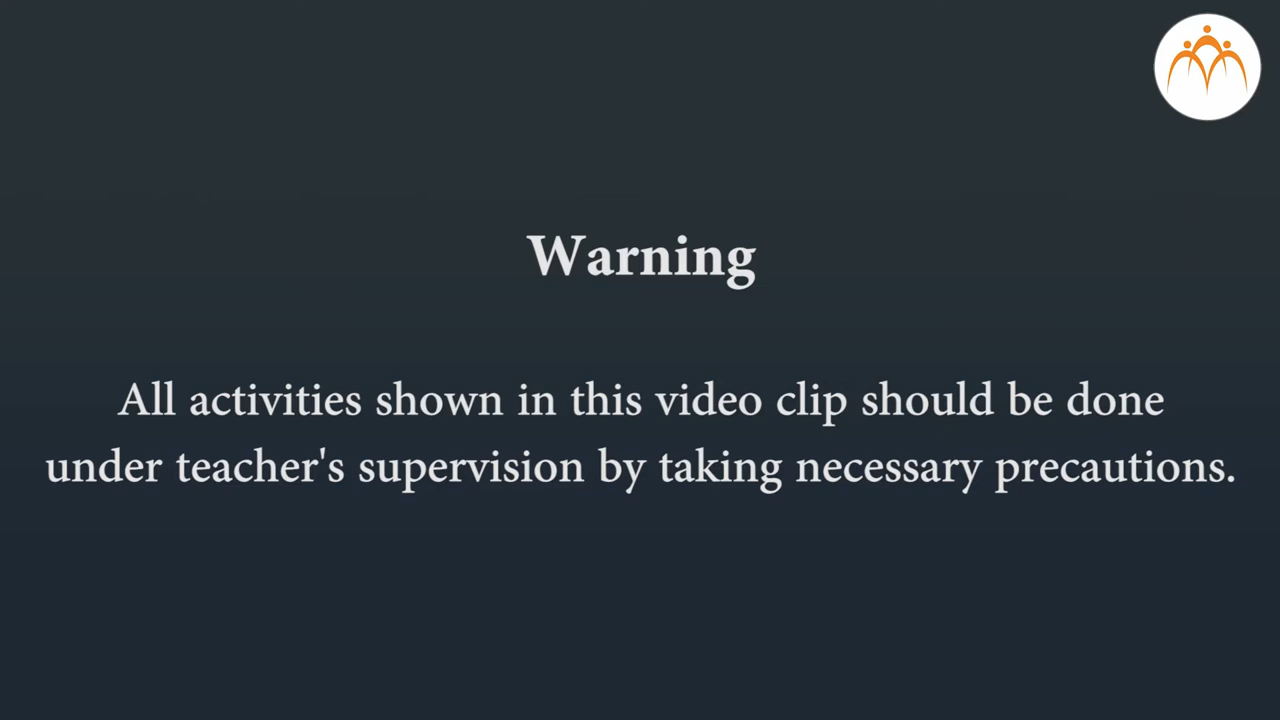 Warning
All activities shown in this video clip should be done
under teacher's supervision by taking necessary precautions.